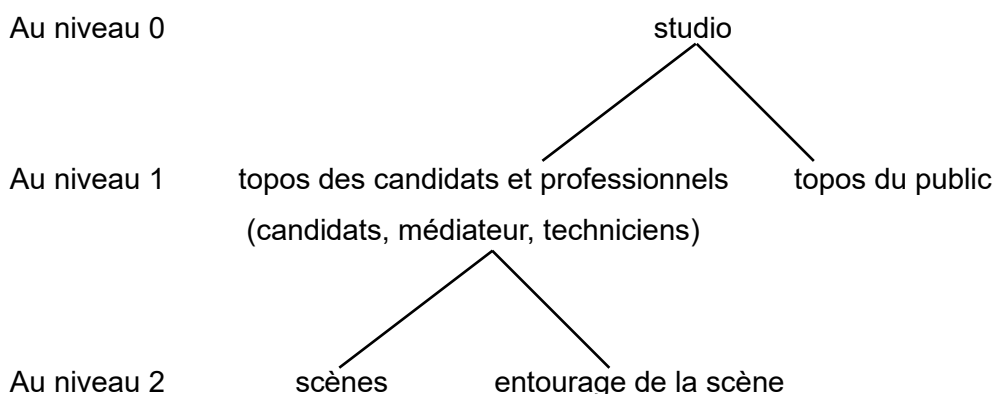 Au niveau 0 studio
Au niveau 1 topos des candidats et professionnels topos du public
(candidats, médiateur, techniciens)
Au niveau 2 scènes entourage de la scène